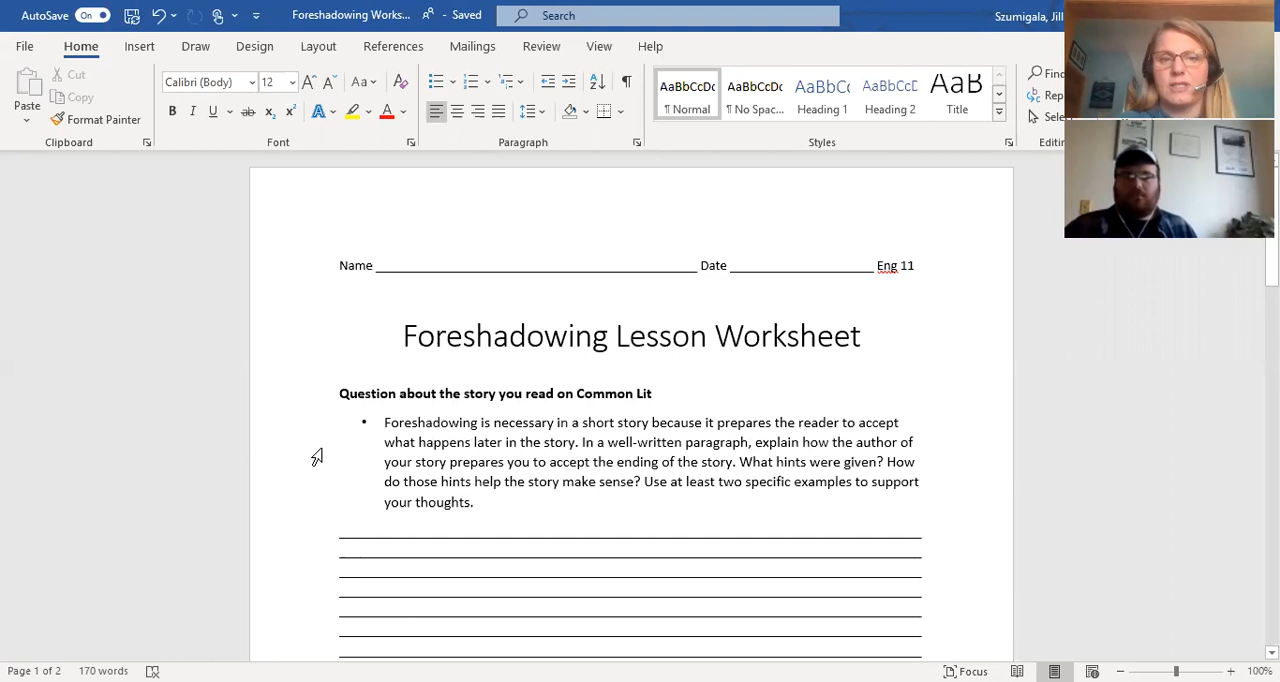 AutoSave On Foreshadowing Works... - Saved Search Szumigala, Jill
File Home Insert Draw Design Layout References Mailings Review View Help
Paste Cut Copy Format Painter
Calibri (Body) 12 Aa
B I U ab x₂ x² A A
AaBbCcDc AaBbCcDc AaBbCc AaBbCcD AaB
¶ Normal ¶ No Spac... Heading 1 Heading 2 Title
Clipboard Font Paragraph Styles Editing
Name Date Eng 11
Foreshadowing Lesson Worksheet
Question about the story you read on Common Lit
• Foreshadowing is necessary in a short story because it prepares the reader to accept
what happens later in the story. In a well-written paragraph, explain how the author of
your story prepares you to accept the ending of the story. What hints were given? How
do those hints help the story make sense? Use at least two specific examples to support
your thoughts.
Page 1 of 2 170 words Focus 100%